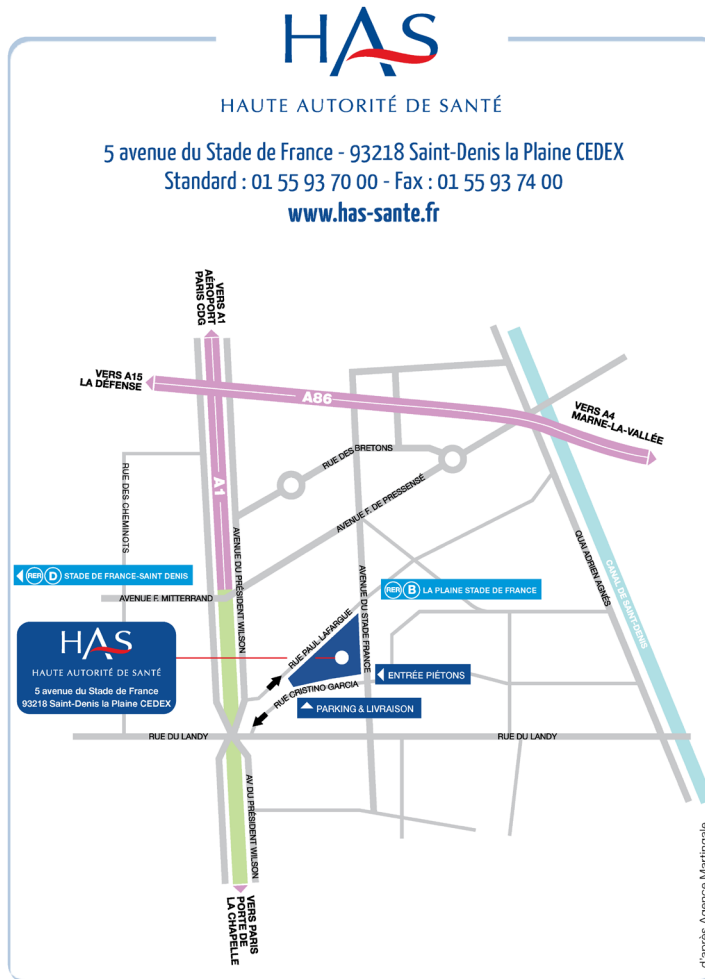 HAS
HAUTE AUTORITÉ DE SANTÉ
5 avenue du Stade de France - 93218 Saint-Denis la Plaine CEDEX
Standard : 01 55 93 70 00 - Fax : 01 55 93 74 00
www.has-sante.fr
VERS A1
AÉROPORT
PARIS CDG
VERS A15
LA DÉFENSE
A86
VERS A4
MARNE-LA-VALLÉE
RUE DES BRETONS
RUE DES CHEMINOTS
A1
AVENUE F. DE PRESSENSÉ
AVENUE DU PRÉSIDENT WILSON
QUAI ADRIEN AGNÈS
CANAL DE SAINT-DENIS
RER D STADE DE FRANCE-SAINT DENIS
AVENUE DU STADE FRANCE
RER B LA PLAINE STADE DE FRANCE
AVENUE F. MITTERRAND
RUE PAUL LAFARGUE
HAS
HAUTE AUTORITÉ DE SANTÉ
5 avenue du Stade de France
93218 Saint-Denis la Plaine CEDEX
ENTRÉE PIÉTONS
RUE CRISTINO GARCIA
PARKING & LIVRAISON
RUE DU LANDY
RUE DU LANDY
AV DU PRÉSIDENT WILSON
VERS PARIS
PORTE DE
LA CHAPELLE
d'après Agence Martingale